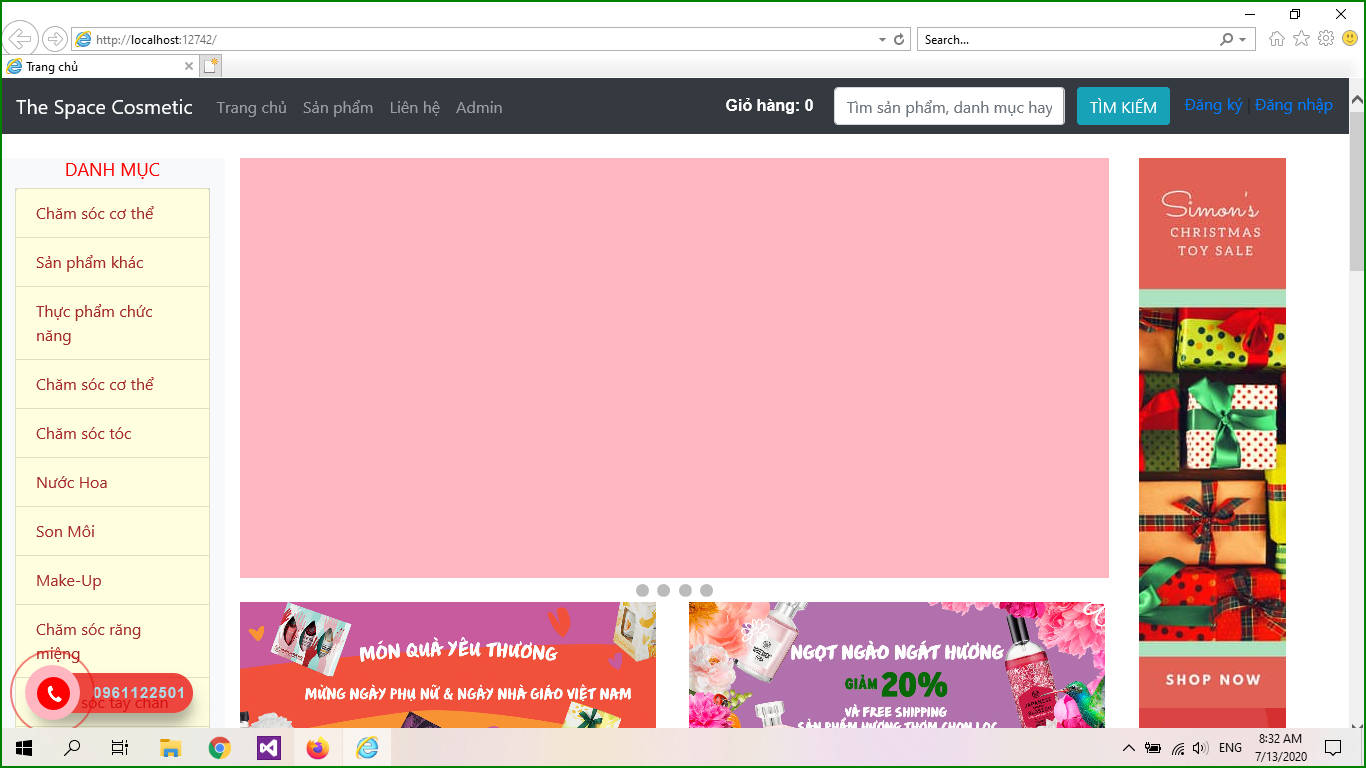 http://localhost:12742/
Search...
Trang chủ
The Space Cosmetic
Trang chủ
Sản phẩm
Liên hệ
Admin
Giỏ hàng: 0
Tìm sản phẩm, danh mục hay
TÌM KIẾM
Đăng ký | Đăng nhập
DANH MỤC
Chăm sóc cơ thể
Sản phẩm khác
Thực phẩm chức
năng
Chăm sóc cơ thể
Chăm sóc tóc
Nước Hoa
Son Môi
Make-Up
Chăm sóc răng
miệng
sóc tay chân
0961122501
MÓN QUÀ YÊU THƯƠNG
MỪNG NGÀY PHỤ NỮ & NGÀY NHÀ GIÁO VIỆT NAM
NGỌT NGÀO NGÁT HƯƠNG
GIẢM 20%
VÀ FREE SHIPPING
SẢN PHẨM HƯƠNG THƠM CHỌN LỌC
Simon's
CHRISTMAS
TOY SALE
SHOP NOW
ENG
8:32 AM
7/13/2020